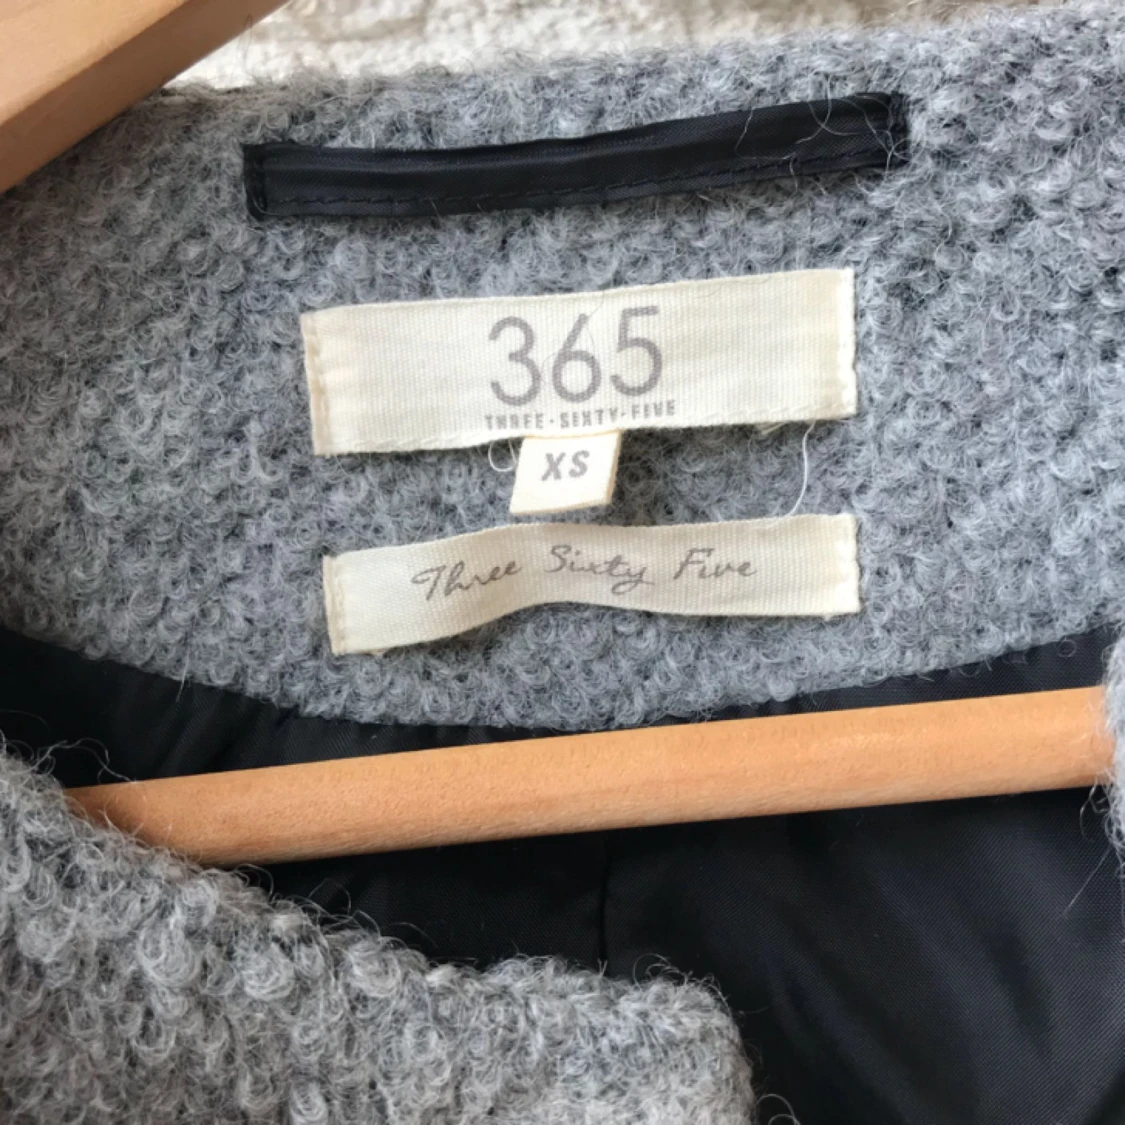 365
THREE·SIXTY·FIVE
XS
Three Sixty Five